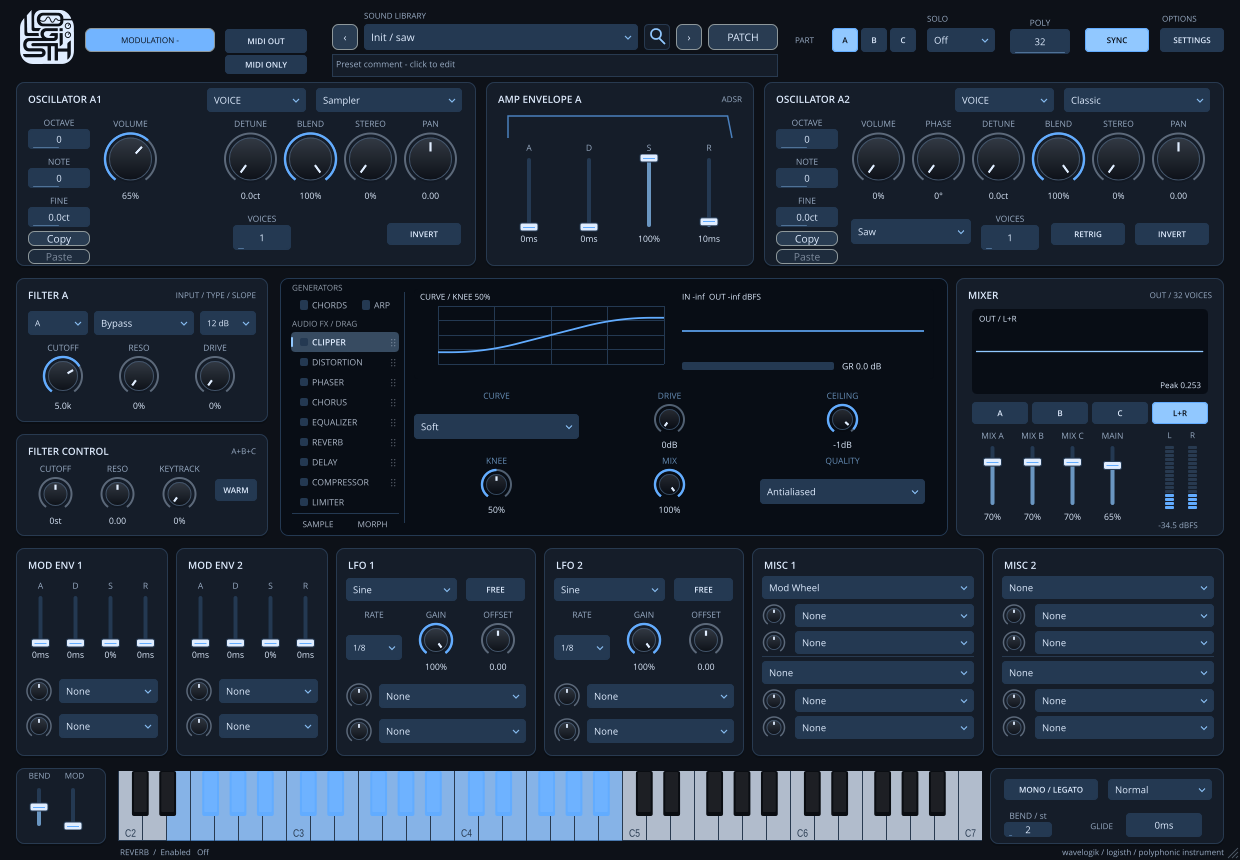 LOGISTH
MODULATION -
MIDI OUT
MIDI ONLY
SOUND LIBRARY
‹
Init / saw
›
PATCH
Preset comment - click to edit
PART
A
B
C
SOLO
Off
POLY
32
SYNC
OPTIONS
SETTINGS
OSCILLATOR A1
VOICE
Sampler
OCTAVE
0
NOTE
0
FINE
0.0ct
Copy
Paste
VOLUME
65%
DETUNE
0.0ct
BLEND
100%
STEREO
0%
PAN
0.00
VOICES
1
INVERT
AMP ENVELOPE A
ADSR
A D S R
0ms 0ms 100% 10ms
OSCILLATOR A2
VOICE
Classic
OCTAVE
0
NOTE
0
FINE
0.0ct
Copy
Paste
VOLUME
0%
PHASE
0°
DETUNE
0.0ct
BLEND
100%
STEREO
0%
PAN
0.00
Saw
VOICES
1
RETRIG
INVERT
FILTER A
INPUT / TYPE / SLOPE
A
Bypass
12 dB
CUTOFF RESO DRIVE
5.0k 0% 0%
FILTER CONTROL
A+B+C
CUTOFF RESO KEYTRACK
WARM
0st 0.00 0%
GENERATORS
CHORDS ARP
AUDIO FX / DRAG
CLIPPER
DISTORTION
PHASER
CHORUS
EQUALIZER
REVERB
DELAY
COMPRESSOR
LIMITER
SAMPLE MORPH
CURVE / KNEE 50%
IN -inf OUT -inf dBFS
GR 0.0 dB
CURVE
Soft
DRIVE
0dB
CEILING
-1dB
KNEE
50%
MIX
100%
QUALITY
Antialiased
MIXER
OUT / 32 VOICES
OUT / L+R
Peak 0.253
A B C L+R
MIX A MIX B MIX C MAIN L R
70% 70% 70% 65%
-34.5 dBFS
MOD ENV 1
A D S R
0ms 0ms 0% 0ms
None
None
MOD ENV 2
A D S R
0ms 0ms 0% 0ms
None
None
LFO 1
Sine
FREE
RATE GAIN OFFSET
1/8
100% 0.00
None
None
LFO 2
Sine
FREE
RATE GAIN OFFSET
1/8
100% 0.00
None
None
MISC 1
Mod Wheel
None
None
None
None
None
MISC 2
None
None
None
None
None
None
BEND MOD
C2 C3 C4 C5 C6 C7
MONO / LEGATO
Normal
BEND / st
2
GLIDE
0ms
REVERB / Enabled Off
wavelogik / logisth / polyphonic instrument